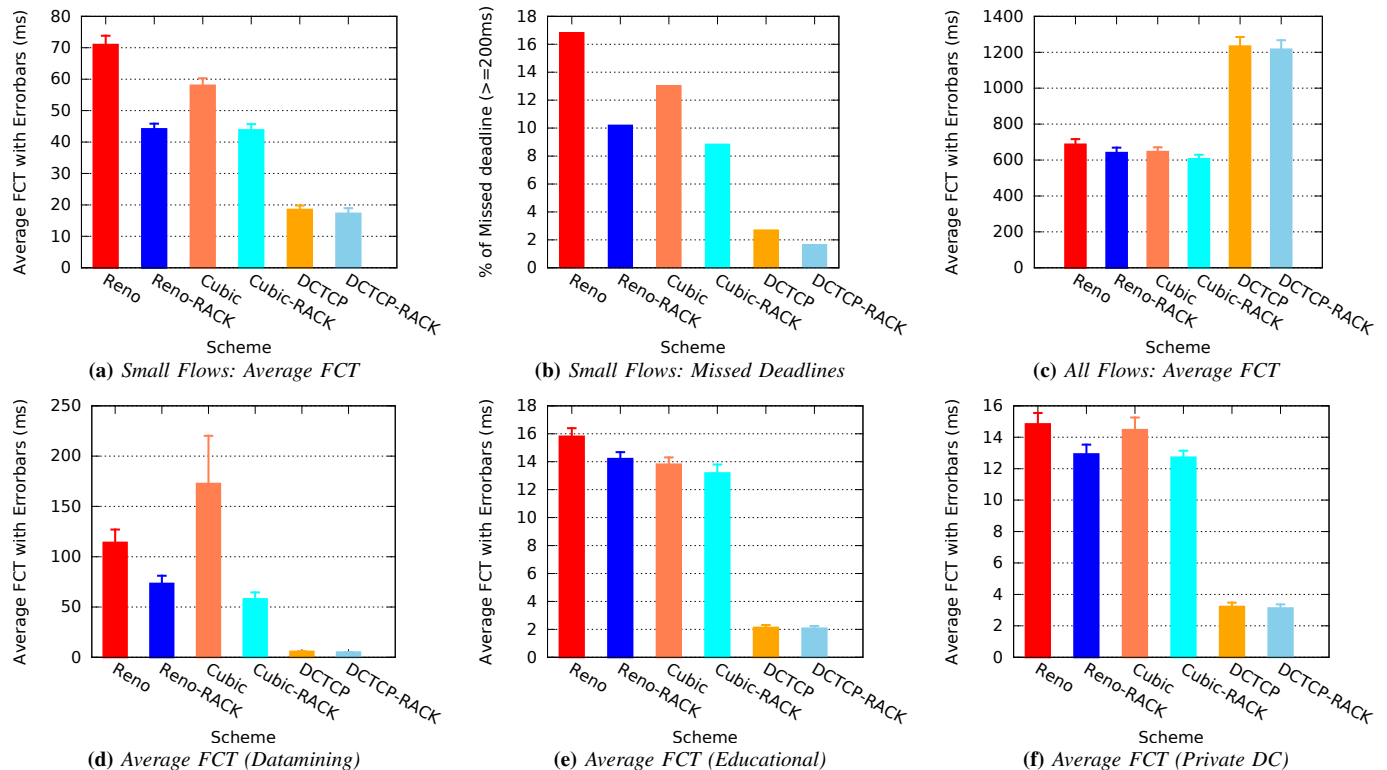 Average FCT with Errorbars (ms)
80
70
60
50
40
30
20
10
0
Reno
Reno-RACK
Cubic
Cubic-RACK
DCTCP
DCTCP-RACK
Scheme
(a) Small Flows: Average FCT
% of Missed deadline (>=200ms)
18
16
14
12
10
8
6
4
2
0
Reno
Reno-RACK
Cubic
Cubic-RACK
DCTCP
DCTCP-RACK
Scheme
(b) Small Flows: Missed Deadlines
Average FCT with Errorbars (ms)
1400
1200
1000
800
600
400
200
0
Reno
Reno-RACK
Cubic
Cubic-RACK
DCTCP
DCTCP-RACK
Scheme
(c) All Flows: Average FCT
Average FCT with Errorbars (ms)
250
200
150
100
50
0
Reno
Reno-RACK
Cubic
Cubic-RACK
DCTCP
DCTCP-RACK
Scheme
(d) Average FCT (Datamining)
Average FCT with Errorbars (ms)
18
16
14
12
10
8
6
4
2
0
Reno
Reno-RACK
Cubic
Cubic-RACK
DCTCP
DCTCP-RACK
Scheme
(e) Average FCT (Educational)
Average FCT with Errorbars (ms)
16
14
12
10
8
6
4
2
0
Reno
Reno-RACK
Cubic
Cubic-RACK
DCTCP
DCTCP-RACK
Scheme
(f) Average FCT (Private DC)